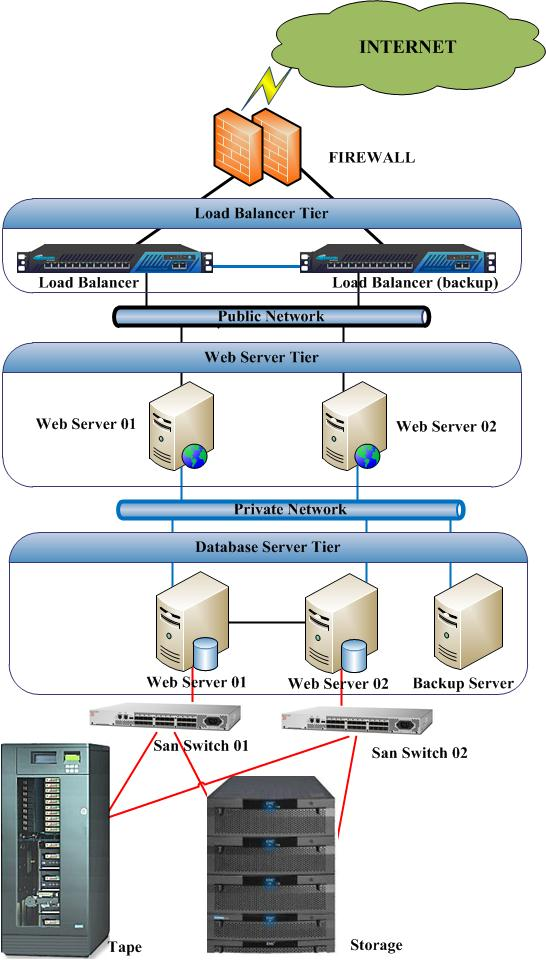 INTERNET
FIREWALL
Load Balancer Tier
Load Balancer
Load Balancer (backup)
Public Network
Web Server Tier
Web Server 01
Web Server 02
Private Network
Database Server Tier
Web Server 01
Web Server 02
Backup Server
San Switch 01
San Switch 02
Tape
Storage